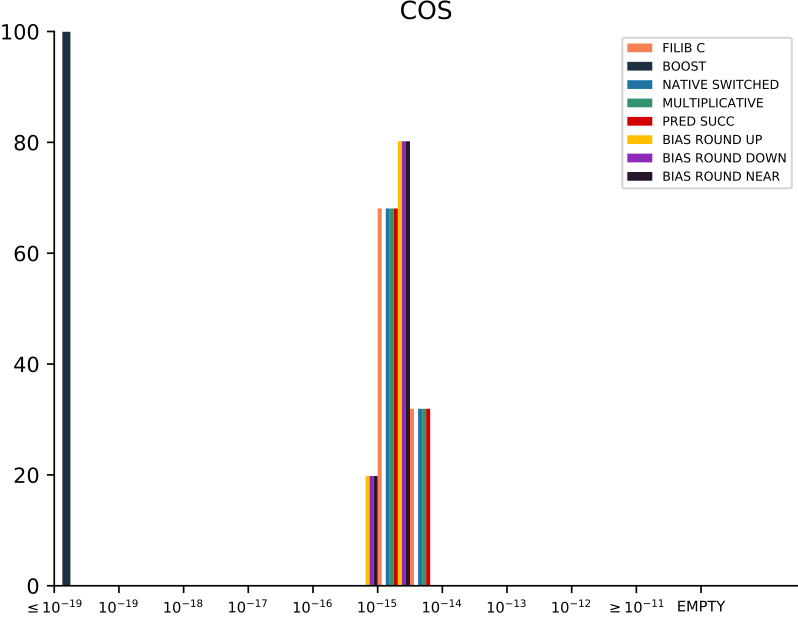 COS
100
80
60
40
20
0
FILIB C
BOOST
NATIVE SWITCHED
MULTIPLICATIVE
PRED SUCC
BIAS ROUND UP
BIAS ROUND DOWN
BIAS ROUND NEAR
≤10⁻¹⁹ 10⁻¹⁹ 10⁻¹⁸ 10⁻¹⁷ 10⁻¹⁶ 10⁻¹⁵ 10⁻¹⁴ 10⁻¹³ 10⁻¹² ≥10⁻¹¹ EMPTY